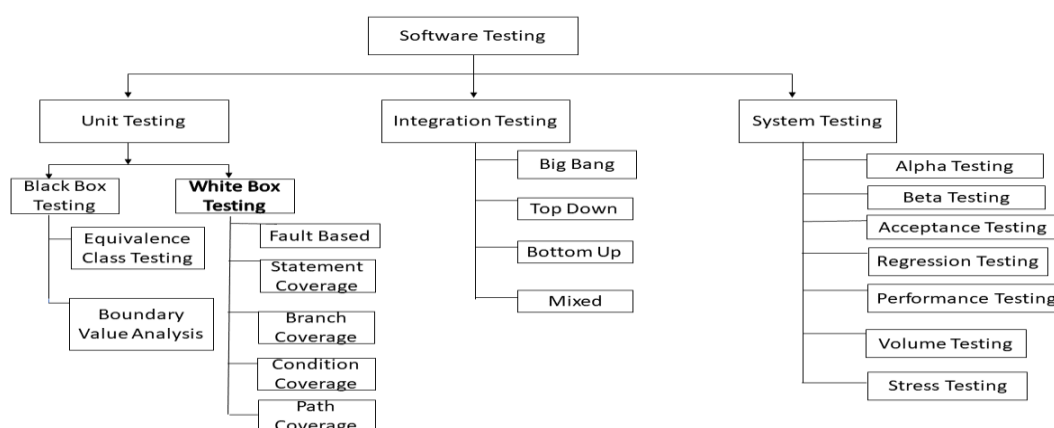 Software Testing
Unit Testing
Integration Testing
System Testing
Black Box
Testing
White Box
Testing
Equivalence
Class Testing
Boundary
Value Analysis
Fault Based
Statement
Coverage
Branch
Coverage
Condition
Coverage
Path
Coverage
Big Bang
Top Down
Bottom Up
Mixed
Alpha Testing
Beta Testing
Acceptance Testing
Regression Testing
Performance Testing
Volume Testing
Stress Testing